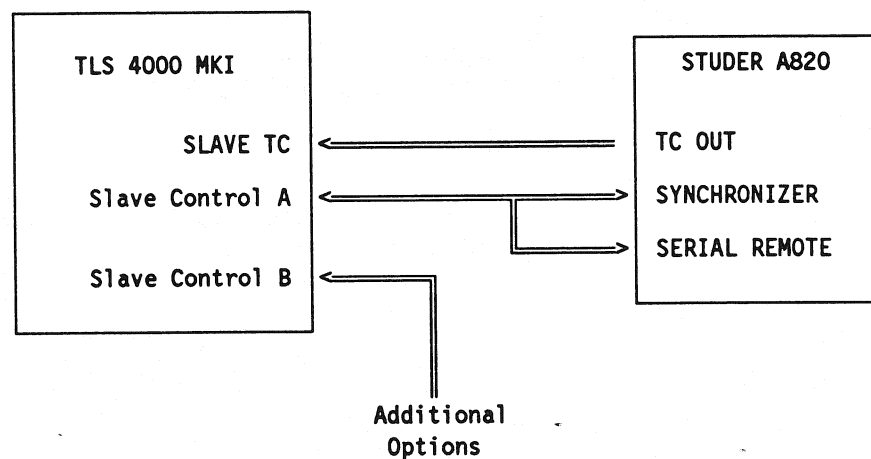 TLS 4000 MKI
SLAVE TC
Slave Control A
Slave Control B
STUDER A820
TC OUT
SYNCHRONIZER
SERIAL REMOTE
Additional
Options